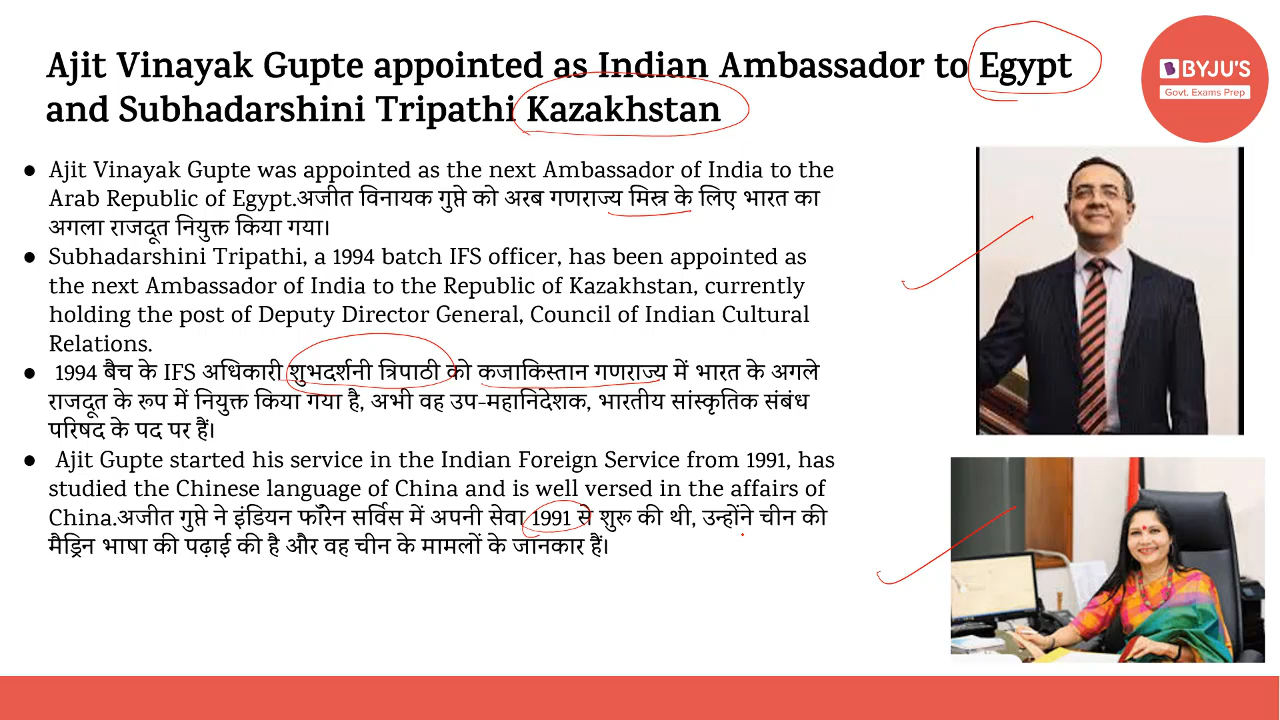 Ajit Vinayak Gupte appointed as Indian Ambassador to Egypt
and Subhadarshini Tripathi Kazakhstan
BYJU'S
Govt. Exams Prep
● Ajit Vinayak Gupte was appointed as the next Ambassador of India to the
Arab Republic of Egypt.अजीत विनायक गुप्ते को अरब गणराज्य मिस्र के लिए भारत का
अगला राजदूत नियुक्त किया गया।
● Subhadarshini Tripathi, a 1994 batch IFS officer, has been appointed as
the next Ambassador of India to the Republic of Kazakhstan, currently
holding the post of Deputy Director General, Council of Indian Cultural
Relations.
● 1994 बैच के IFS अधिकारी शुभदर्शनी त्रिपाठी को कजाकिस्तान गणराज्य में भारत के अगले
राजदूत के रूप में नियुक्त किया गया है, अभी वह उप-महानिदेशक, भारतीय सांस्कृतिक संबंध
परिषद के पद पर हैं।
● Ajit Gupte started his service in the Indian Foreign Service from 1991, has
studied the Chinese language of China and is well versed in the affairs of
China.अजीत गुप्ते ने इंडियन फॉरेन सर्विस में अपनी सेवा 1991 से शुरू की थी, उन्होंने चीन की
मैड्रिन भाषा की पढ़ाई की है और वह चीन के मामलों के जानकार हैं।